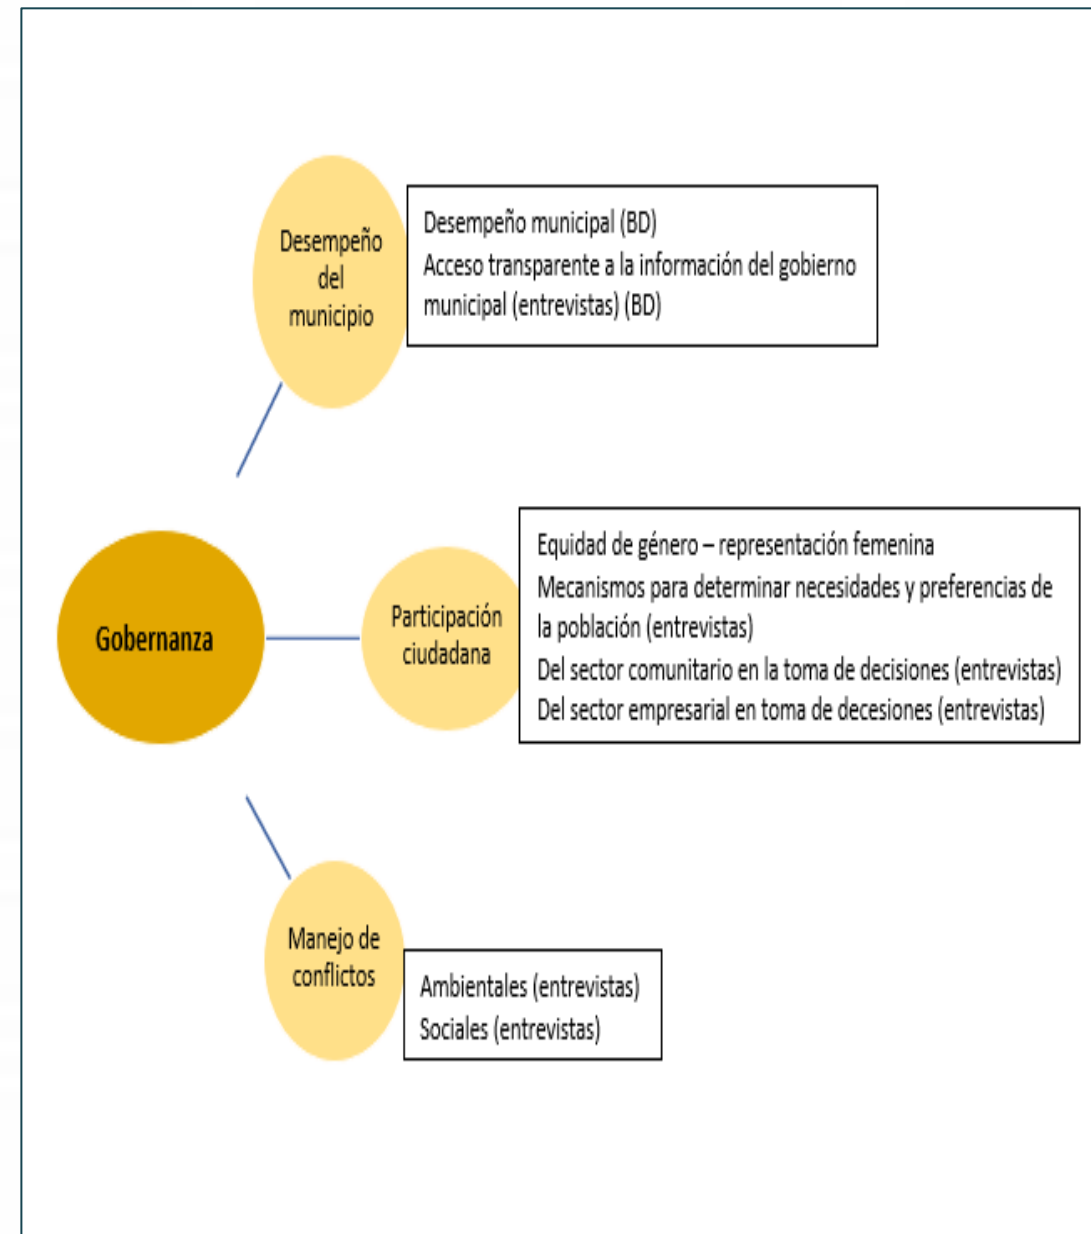 Desempeño
del
municipio
Desempeño municipal (BD)
Acceso transparente a la información del gobierno
municipal (entrevistas) (BD)
Gobernanza
Participación
ciudadana
Equidad de género – representación femenina
Mecanismos para determinar necesidades y preferencias de
la población (entrevistas)
Del sector comunitario en la toma de decisiones (entrevistas)
Del sector empresarial en toma de decesiones (entrevistas)
Manejo de
conflictos
Ambientales (entrevistas)
Sociales (entrevistas)